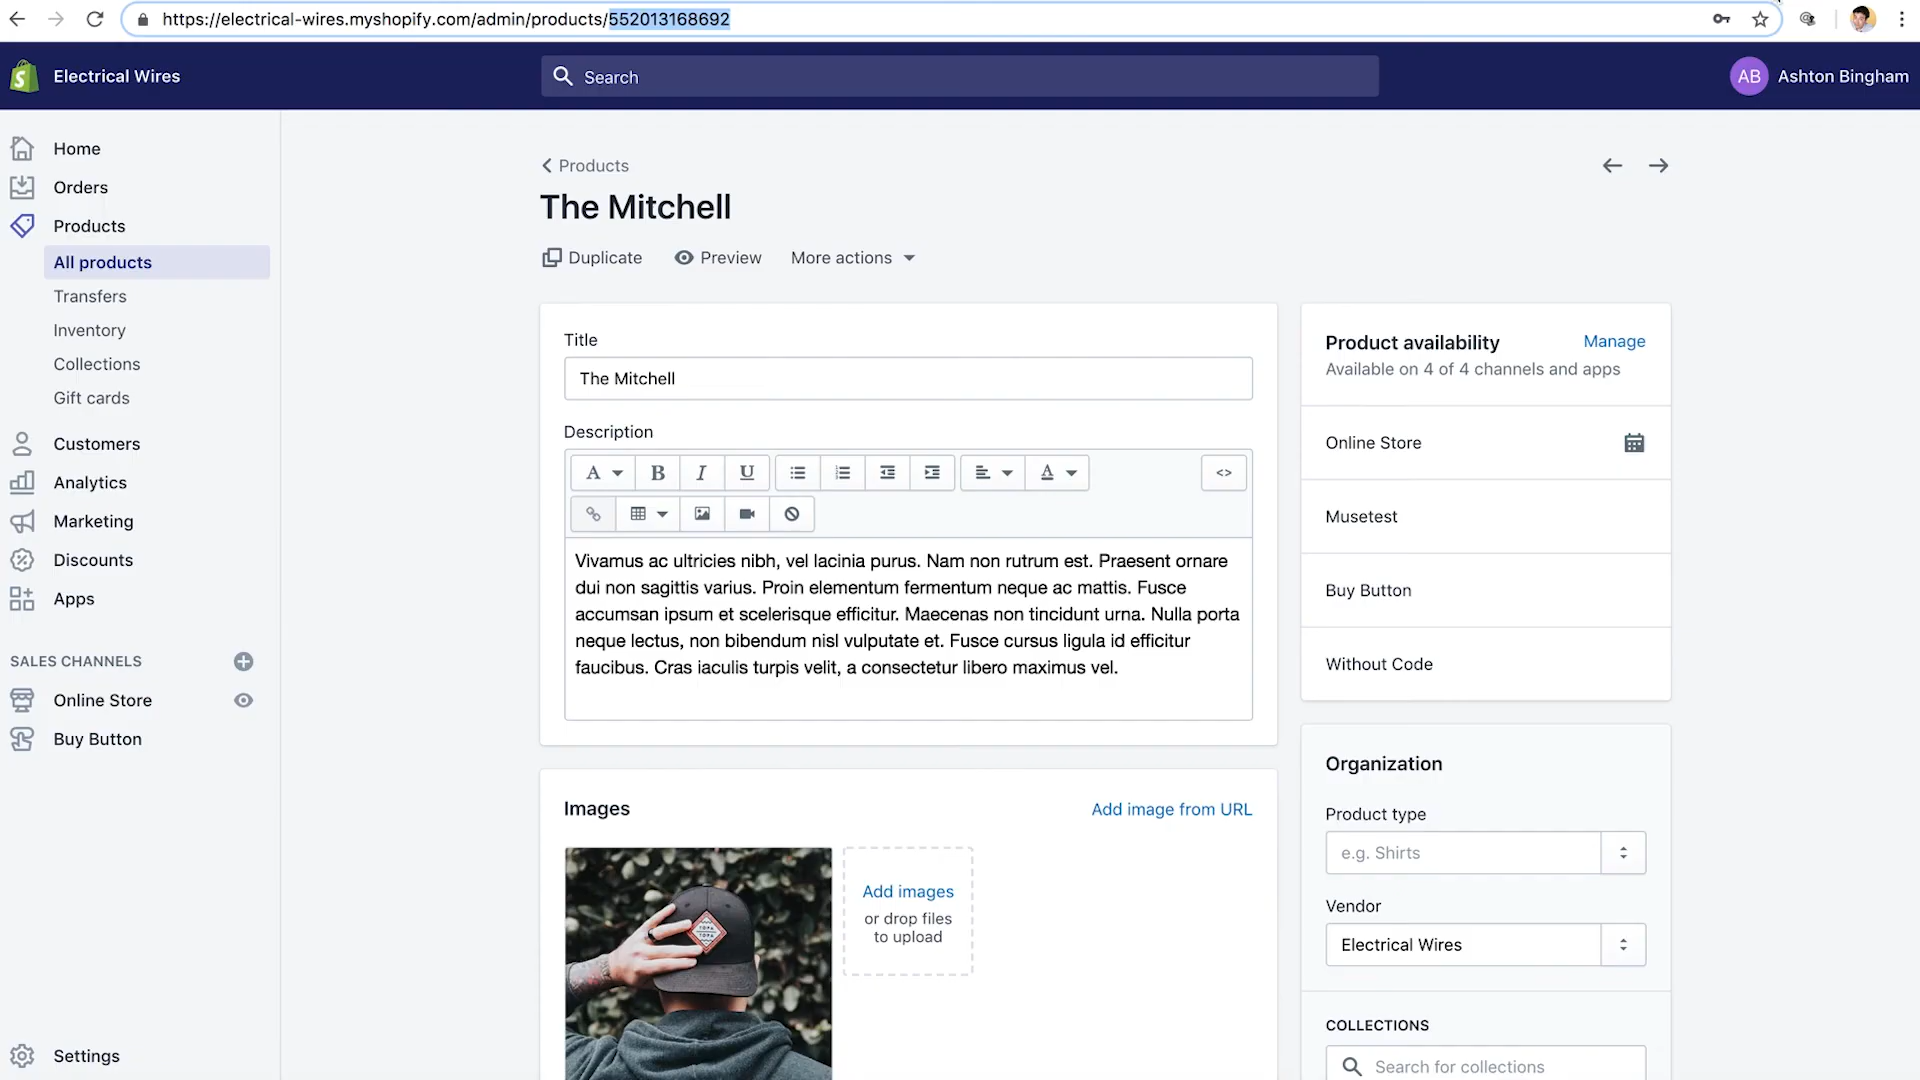 https://electrical-wires.myshopify.com/admin/products/552013168692
Electrical Wires
Search
AB
Ashton Bingham
Home
Orders
Products
All products
Transfers
Inventory
Collections
Gift cards
Customers
Analytics
Marketing
Discounts
Apps
SALES CHANNELS
Online Store
Buy Button
Settings
Products
The Mitchell
Duplicate
Preview
More actions
Title
The Mitchell
Description
A
B
I
U
A
<>
Vivamus ac ultricies nibh, vel lacinia purus. Nam non rutrum est. Praesent ornare
dui non sagittis varius. Proin elementum fermentum neque ac mattis. Fusce
accumsan ipsum et scelerisque efficitur. Maecenas non tincidunt urna. Nulla porta
neque lectus, non bibendum nisl vulputate et. Fusce cursus ligula id efficitur
faucibus. Cras iaculis turpis velit, a consectetur libero maximus vel.
Images
Add image from URL
TOPA
TOPA
Add images
or drop files
to upload
Product availability
Manage
Available on 4 of 4 channels and apps
Online Store
Musetest
Buy Button
Without Code
Organization
Product type
e.g. Shirts
Vendor
Electrical Wires
COLLECTIONS
Search for collections